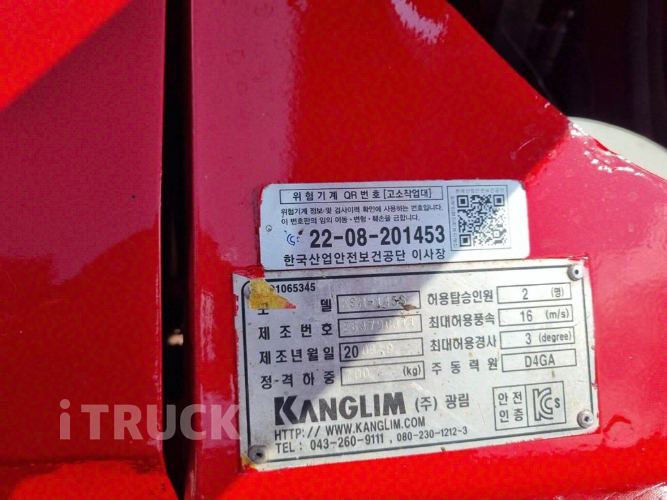 위험기계 QR번호 [고소작업대]
위험기계 정보 및 검사이력 확인에 사용하는 번호입니다.
이 번호판의 임의 이동·변형·훼손을 금합니다.
22-08-201453
한국산업안전보건공단 이사장
1065345
모 델
허용탑승인원 2 (명)
제조번호
최대허용풍속 16 (m/s)
제조년월일 20
최대허용경사 3 (degree)
정격하중 (kg)
주동력원 D4GA
KANGLIM (주) 광림
안전인증 KCs
HTTP:// WWW.KANGLIM.COM
TEL: 043-260-9111, 080-230-1212~3
iTRUCK